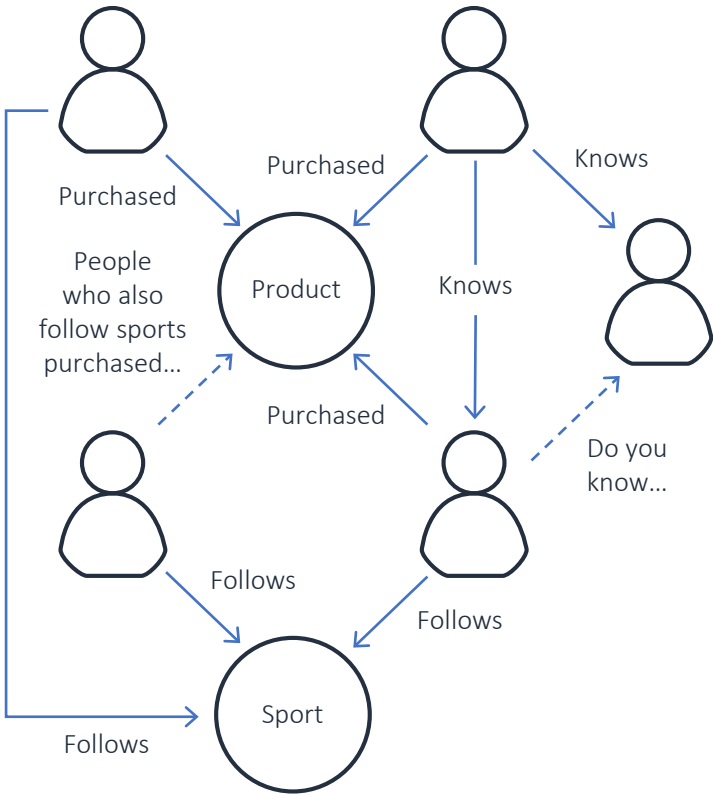 Purchased
Knows
Purchased
People
who also
follow sports
purchased...
Product
Knows
Purchased
Do you
know...
Follows
Follows
Sport
Follows